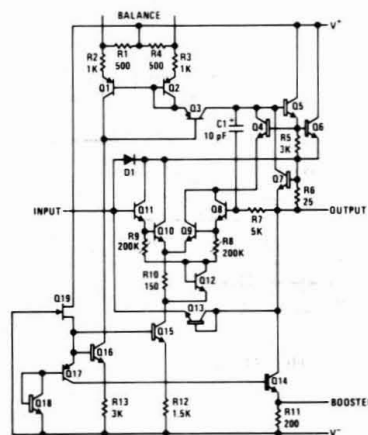 BALANCE
V+
R2
1K
R1
500
R4
500
R3
1K
Q1
Q2
Q3
Q5
C1
10 pF
+
Q4
Q6
R5
3K
D1
Q7
INPUT
Q11
Q10
Q9
Q8
R6
25
OUTPUT
R7
5K
R9
200K
R8
200K
R10
150
Q12
Q13
Q19
Q16
Q15
Q17
Q14
Q18
BOOSTER
R13
3K
R12
1.5K
R11
200
V-